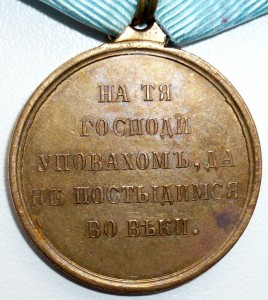 НА ТЯ
ГОСПОДИ
УПОВАХОМЪ, ДА
НЕ ПОСТЫДИМСЯ
ВО ВѢКИ.